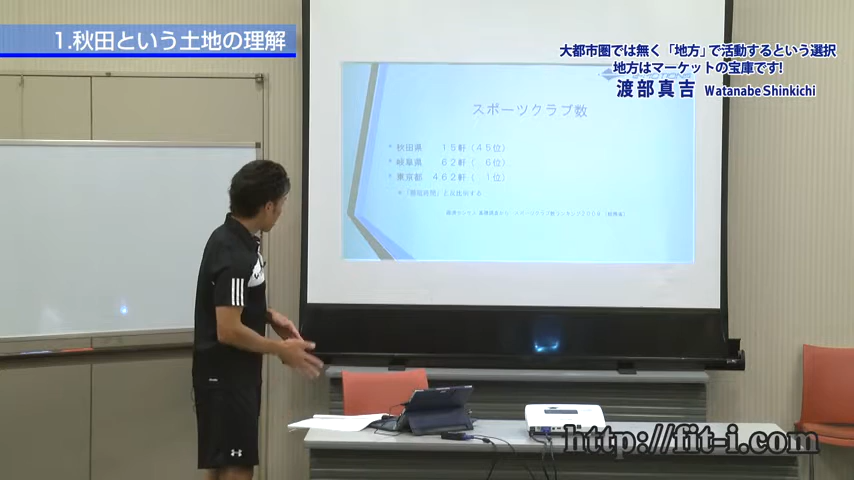 1.秋田という土地の理解
大都市圏では無く「地方」で活動するという選択
地方はマーケットの宝庫です!
渡部真吉 Watanabe Shinkichi
スポーツクラブ数
秋田県 15軒(45位)
岐阜県 62軒( 6位)
東京都 462軒( 1位)
http://fit-i.com